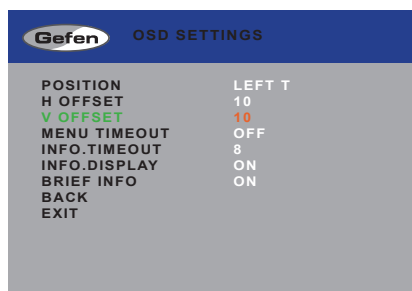 Gefen OSD SETTINGS
POSITION LEFT T
H OFFSET 10
V OFFSET 10
MENU TIMEOUT OFF
INFO.TIMEOUT 8
INFO.DISPLAY ON
BRIEF INFO ON
BACK
EXIT